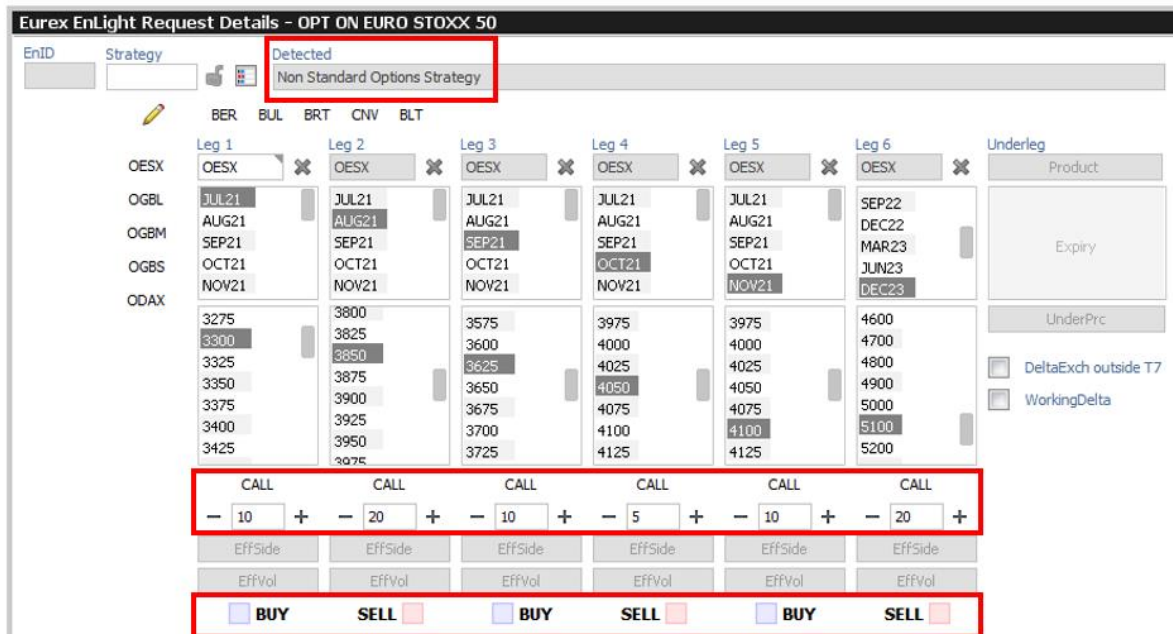 Eurex EnLight Request Details - OPT ON EURO STOXX 50
EnID Strategy Detected
Non Standard Options Strategy
BER BUL BRT CNV BLT
Leg 1 Leg 2 Leg 3 Leg 4 Leg 5 Leg 6 Underleg
OESX OESX OESX OESX OESX OESX OESX Product
OGBL JUL21 JUL21 JUL21 JUL21 JUL21 SEP22
AUG21 AUG21 AUG21 AUG21 AUG21 DEC22
OGBM SEP21 SEP21 SEP21 SEP21 SEP21 MAR23 Expiry
OGBS OCT21 OCT21 OCT21 OCT21 OCT21 JUN23
NOV21 NOV21 NOV21 NOV21 NOV21 DEC23
ODAX
3275 3800 3575 3975 3975 4600 UnderPrc
3300 3825 3600 4000 4000 4700
3325 3850 3625 4025 4025 4800 DeltaExch outside T7
3350 3875 3650 4050 4050 4900
3375 3900 3675 4075 4075 5000 WorkingDelta
3400 3925 3700 4100 4100 5100
3425 3950 3725 4125 4125 5200
3975
CALL CALL CALL CALL CALL CALL
− 10 + − 20 + − 10 + − 5 + − 10 + − 20 +
EffSide EffSide EffSide EffSide EffSide EffSide
EffVol EffVol EffVol EffVol EffVol EffVol
BUY SELL BUY SELL BUY SELL